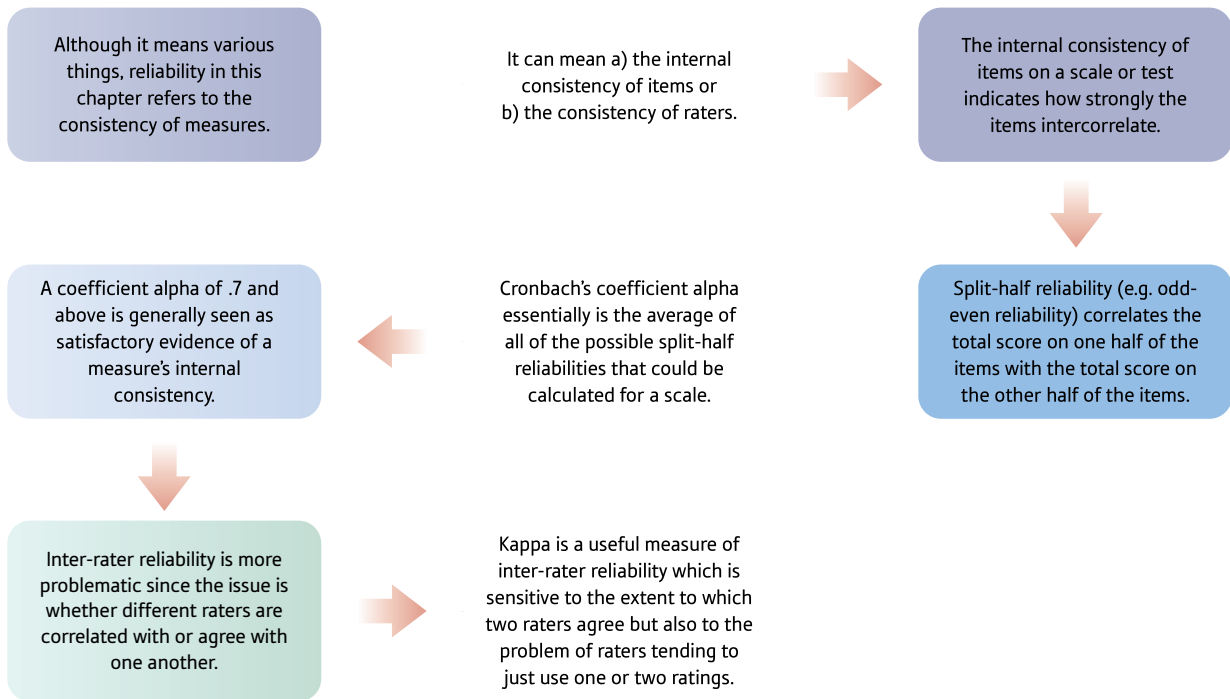 Although it means various
things, reliability in this
chapter refers to the
consistency of measures.
It can mean a) the internal
consistency of items or
b) the consistency of raters.
The internal consistency of
items on a scale or test
indicates how strongly the
items intercorrelate.
Split-half reliability (e.g. odd-
even reliability) correlates the
total score on one half of the
items with the total score on
the other half of the items.
Cronbach’s coefficient alpha
essentially is the average of
all of the possible split-half
reliabilities that could be
calculated for a scale.
A coefficient alpha of .7 and
above is generally seen as
satisfactory evidence of a
measure’s internal
consistency.
Inter-rater reliability is more
problematic since the issue is
whether different raters are
correlated with or agree with
one another.
Kappa is a useful measure of
inter-rater reliability which is
sensitive to the extent to which
two raters agree but also to the
problem of raters tending to
just use one or two ratings.